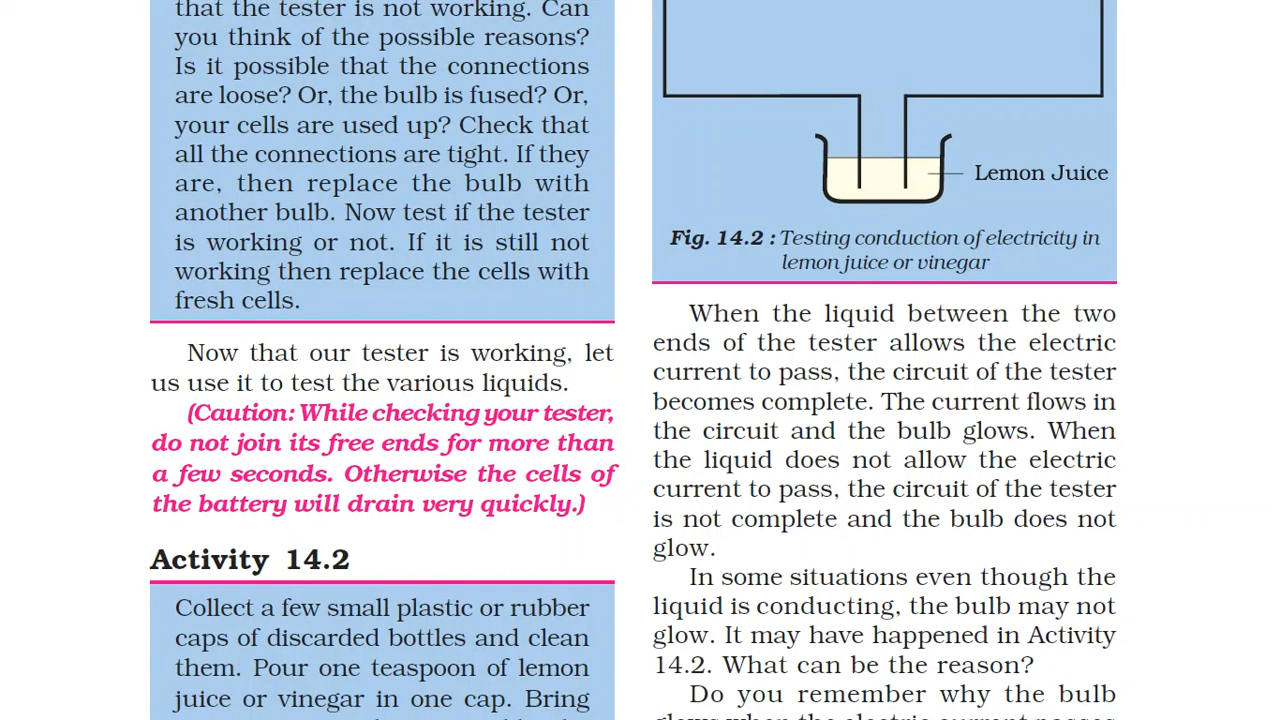 that the tester is not working. Can
you think of the possible reasons?
Is it possible that the connections
are loose? Or, the bulb is fused? Or,
your cells are used up? Check that
all the connections are tight. If they
are, then replace the bulb with
another bulb. Now test if the tester
is working or not. If it is still not
working then replace the cells with
fresh cells.
Now that our tester is working, let
us use it to test the various liquids.
(Caution: While checking your tester,
do not join its free ends for more than
a few seconds. Otherwise the cells of
the battery will drain very quickly.)
Activity 14.2
Collect a few small plastic or rubber
caps of discarded bottles and clean
them. Pour one teaspoon of lemon
juice or vinegar in one cap. Bring
Lemon Juice
Fig. 14.2 : Testing conduction of electricity in
lemon juice or vinegar
When the liquid between the two
ends of the tester allows the electric
current to pass, the circuit of the tester
becomes complete. The current flows in
the circuit and the bulb glows. When
the liquid does not allow the electric
current to pass, the circuit of the tester
is not complete and the bulb does not
glow.
In some situations even though the
liquid is conducting, the bulb may not
glow. It may have happened in Activity
14.2. What can be the reason?
Do you remember why the bulb
glows when the electric current passes